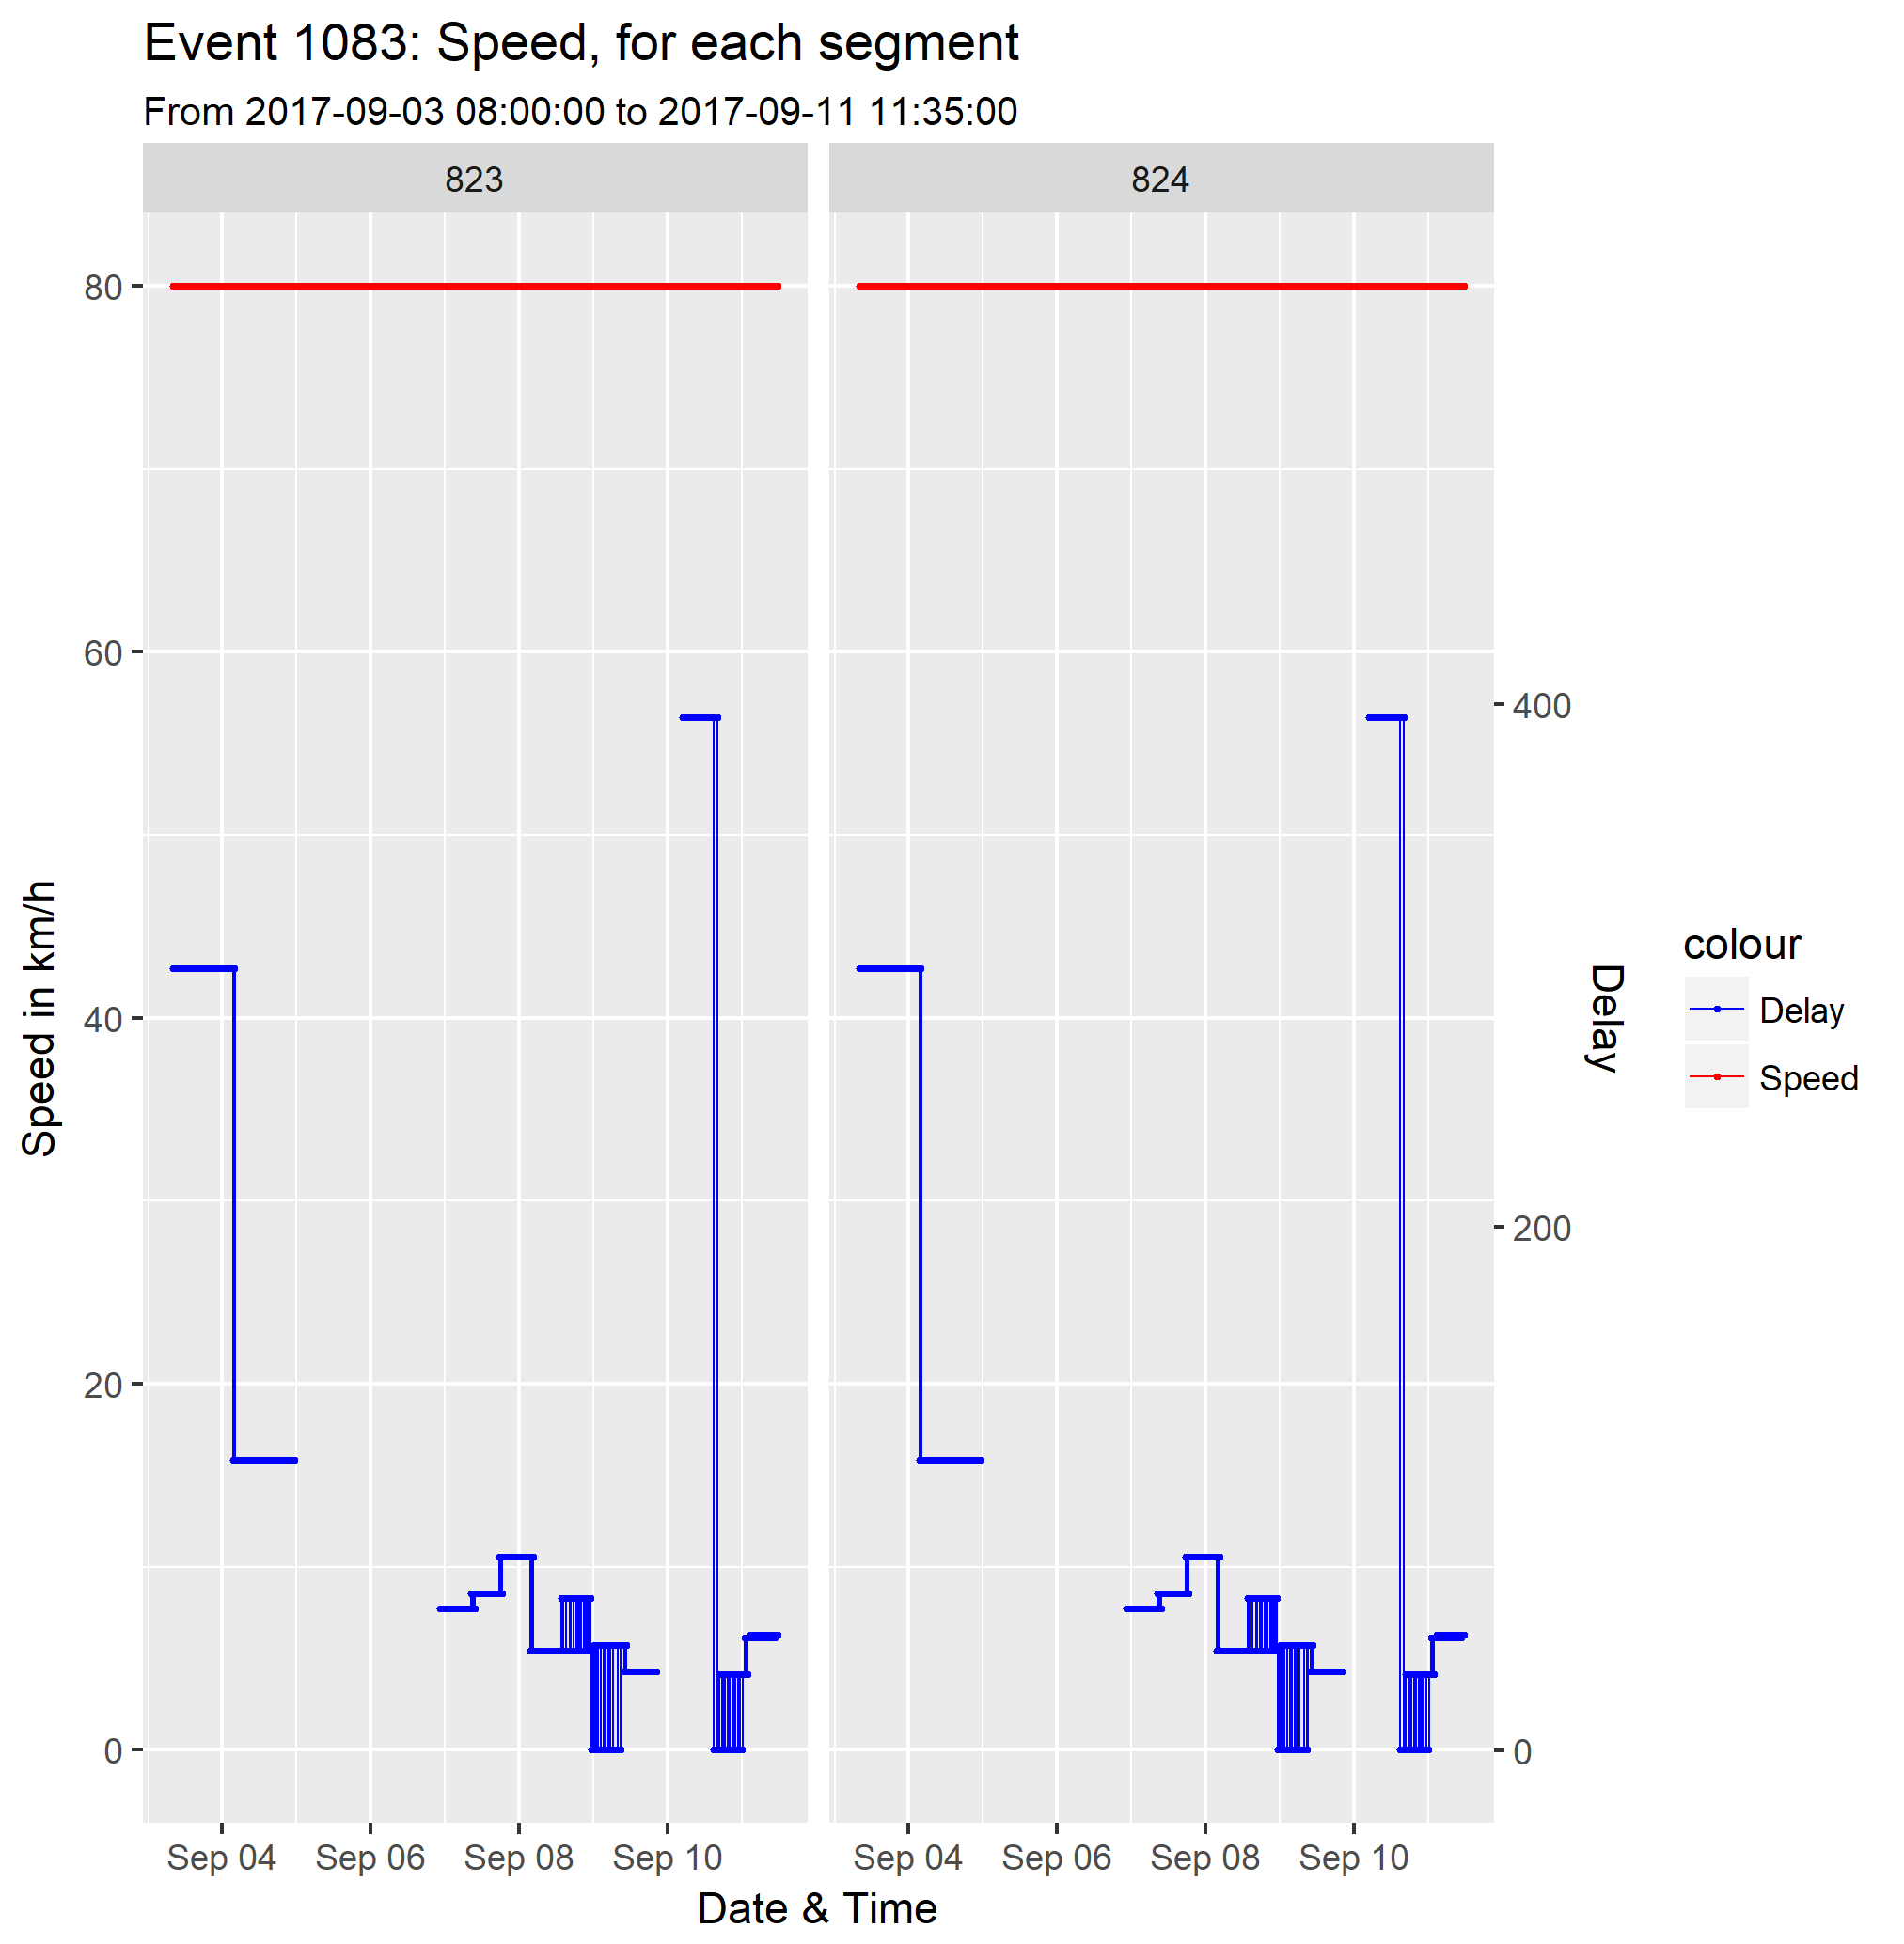 Event 1083: Speed, for each segment
From 2017-09-03 08:00:00 to 2017-09-11 11:35:00
823
824
80
60
40
20
0
Speed in km/h
400
200
0
Delay
colour
Delay
Speed
Sep 04
Sep 06
Sep 08
Sep 10
Sep 04
Sep 06
Sep 08
Sep 10
Date & Time